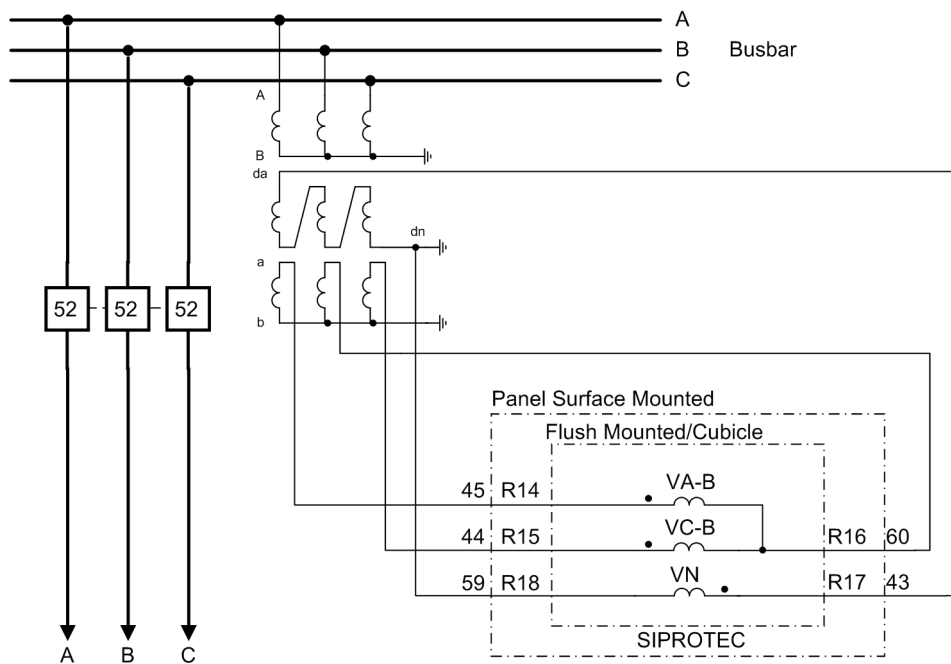 A
B Busbar
C
A
B
da
dn
a
b
52 52 52
Panel Surface Mounted
Flush Mounted/Cubicle
45 R14 VA-B
44 R15 VC-B R16 60
59 R18 VN R17 43
SIPROTEC
A B C